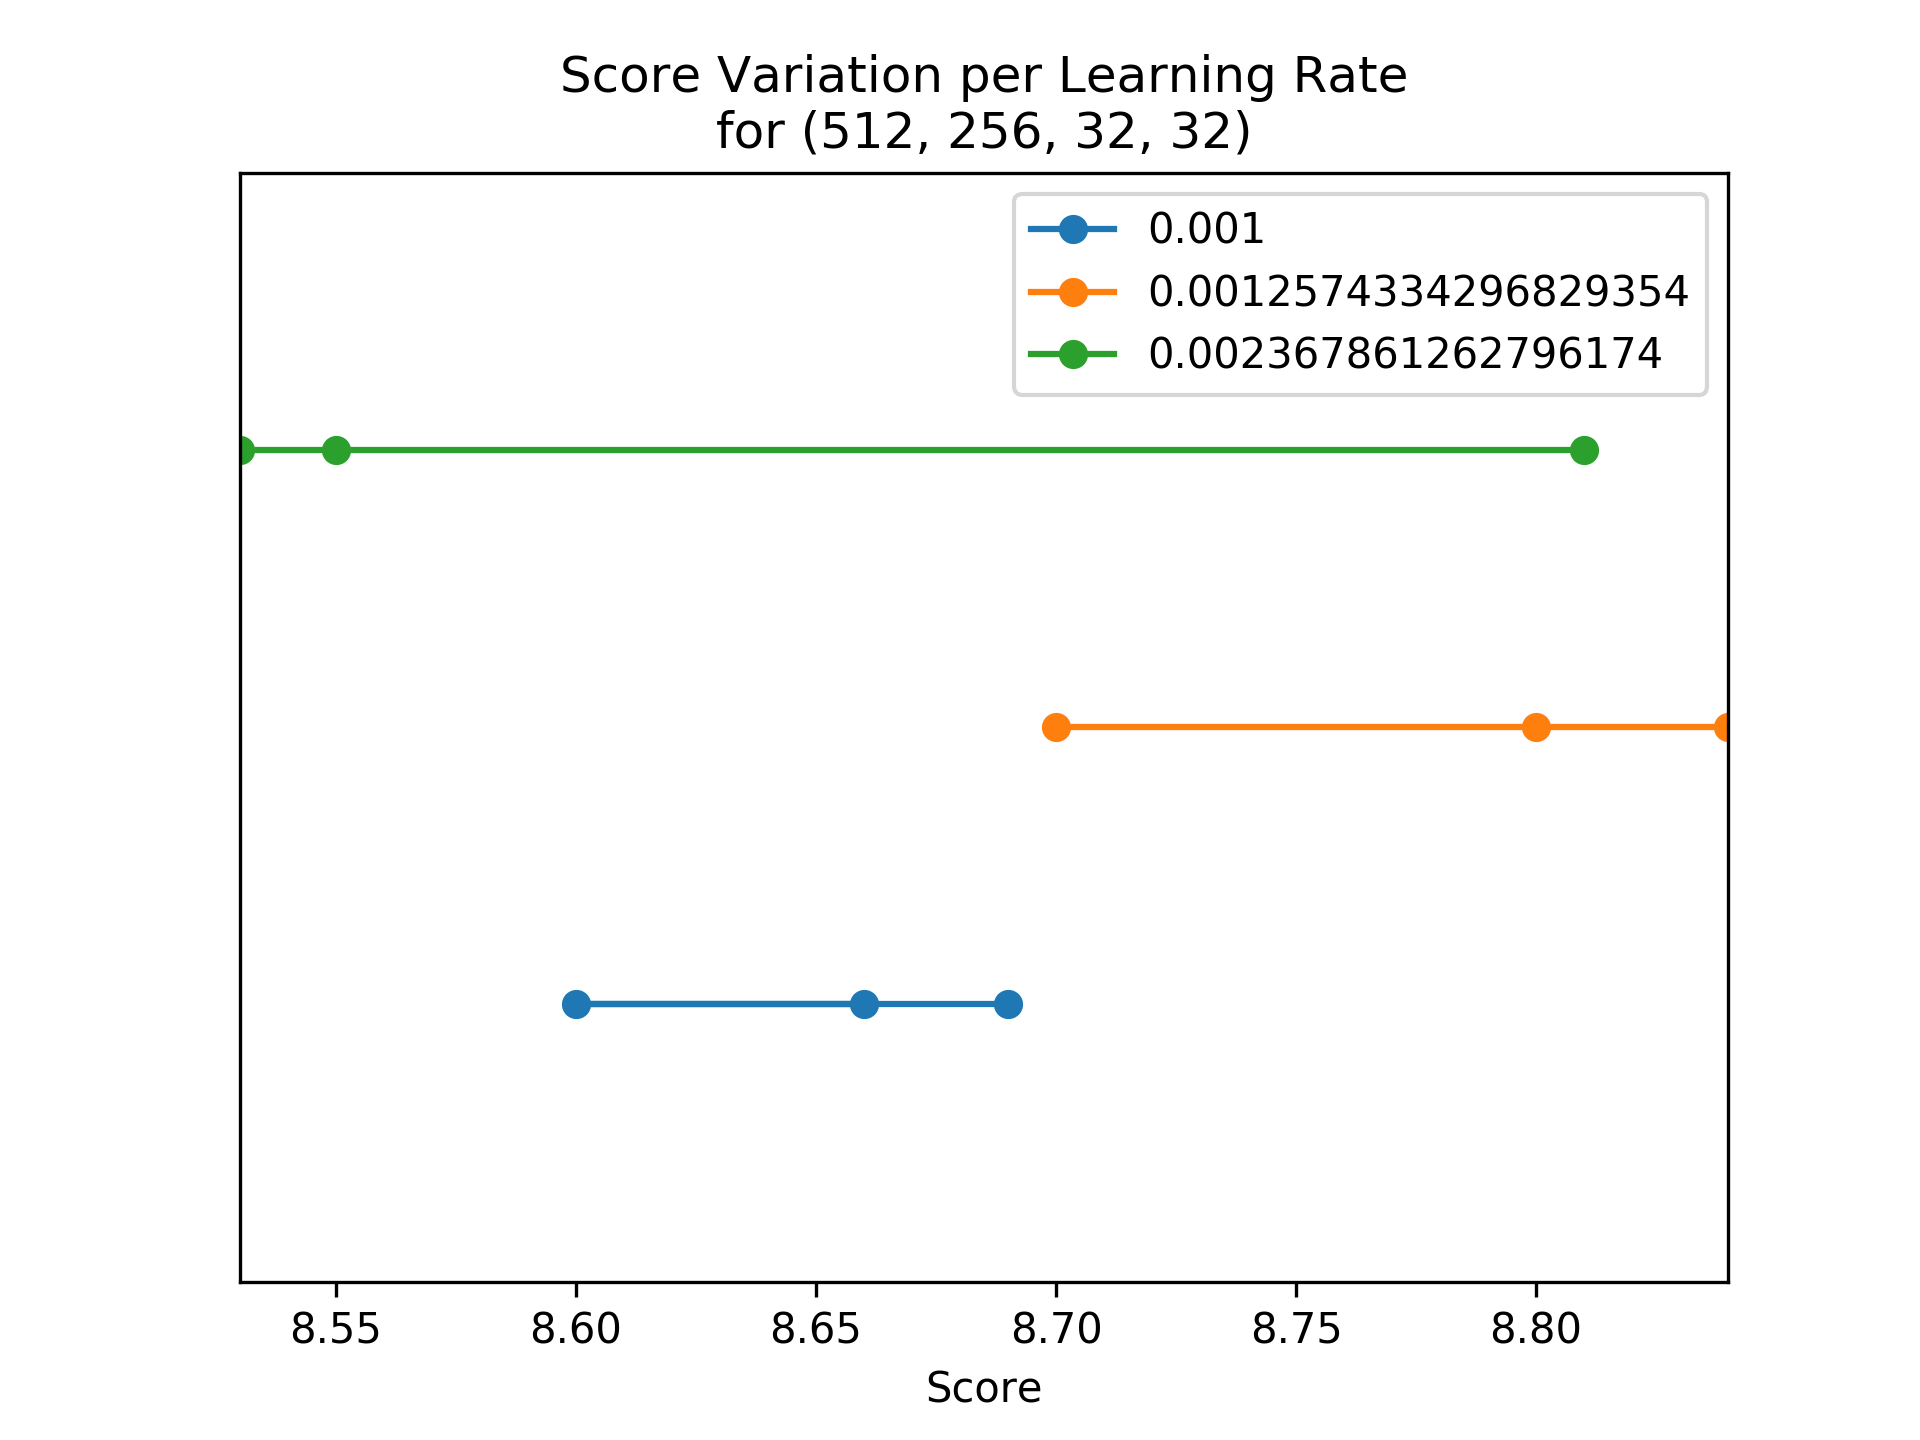 Score Variation per Learning Rate
for (512, 256, 32, 32)
0.001
0.0012574334296829354
0.002367861262796174
8.55 8.60 8.65 8.70 8.75 8.80
Score